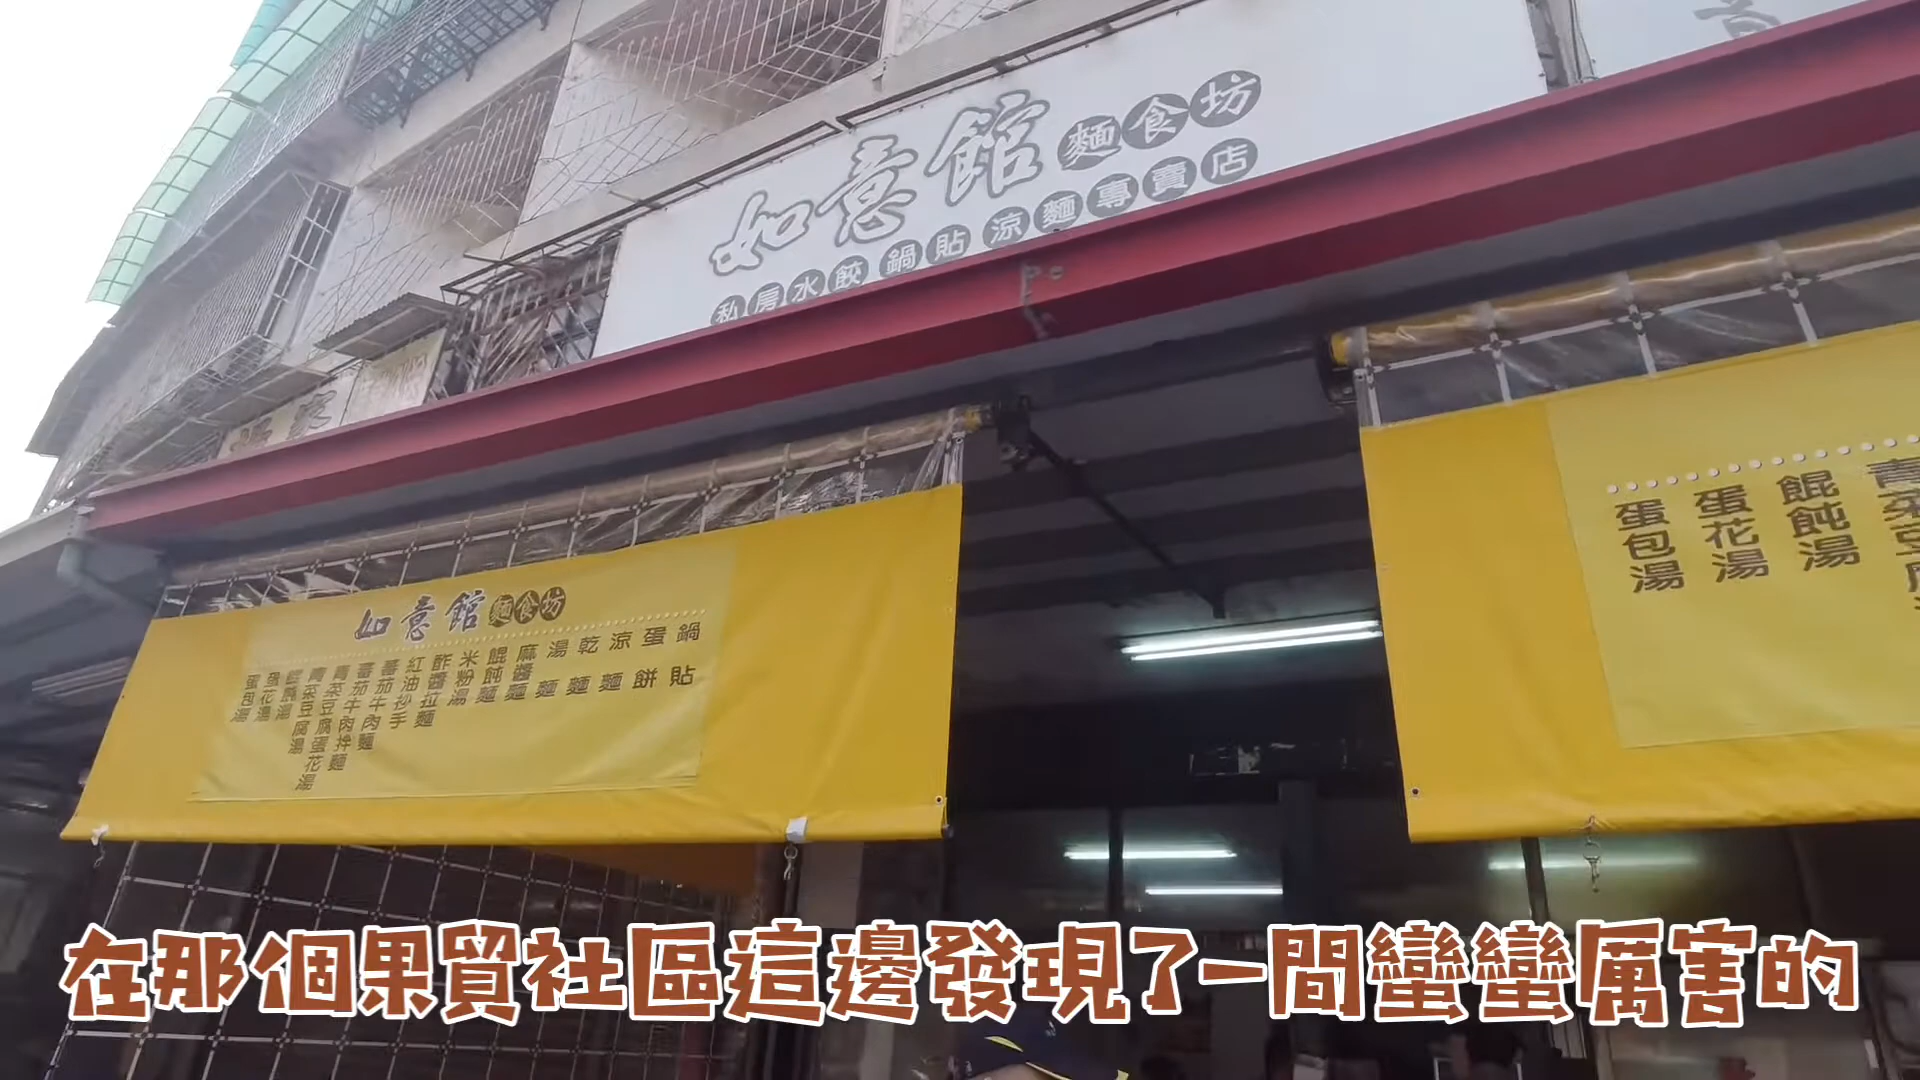 如意館 麵食坊
私房水餃 鍋貼 涼麵專賣店
如意館 麵食坊
鍋貼
蛋餅
涼麵
乾麵
湯麵
麻醬麵
餛飩麵
米粉湯
酢醬拉麵
紅油抄手
蕃茄牛肉麵
蕃茄牛肉拌麵
青菜豆腐蛋花湯
青菜豆腐湯
餛飩湯
蛋花湯
蛋包湯
餛飩湯
蛋花湯
蛋包湯
在那個果貿社區這邊發現了一間蠻蠻厲害的